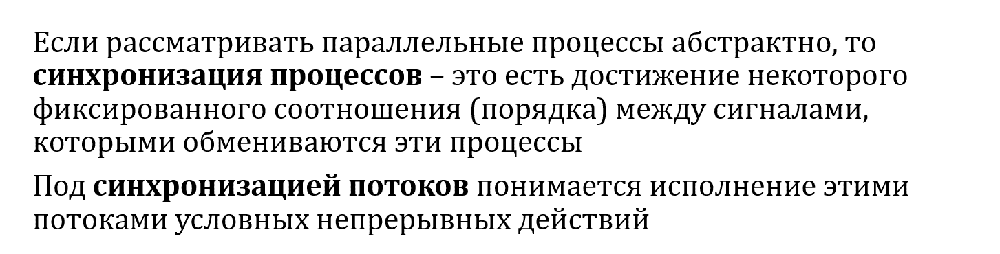 Если рассматривать параллельные процессы абстрактно, то
синхронизация процессов – это есть достижение некоторого
фиксированного соотношения (порядка) между сигналами,
которыми обмениваются эти процессы
Под синхронизацией потоков понимается исполнение этими
потоками условных непрерывных действий